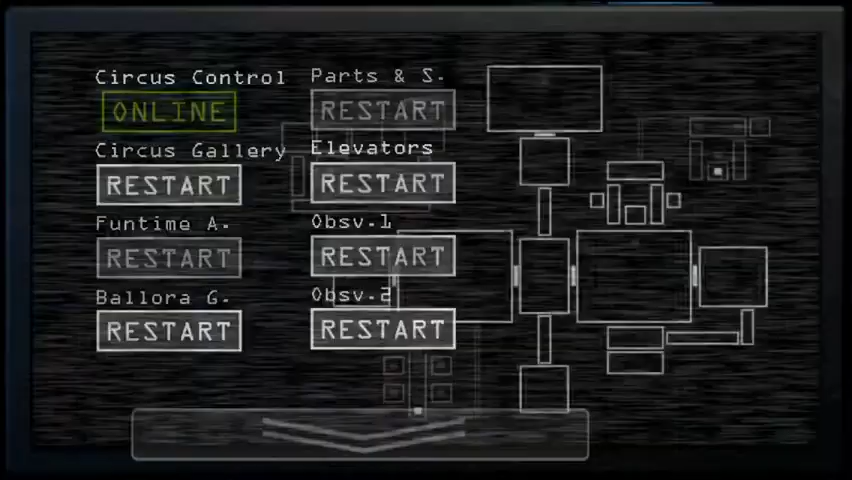 Circus Control
ONLINE
Circus Gallery
RESTART
Funtime A.
RESTART
Ballora G.
RESTART
Parts & S.
RESTART
Elevators
RESTART
Obsv.1
RESTART
Obsv.2
RESTART